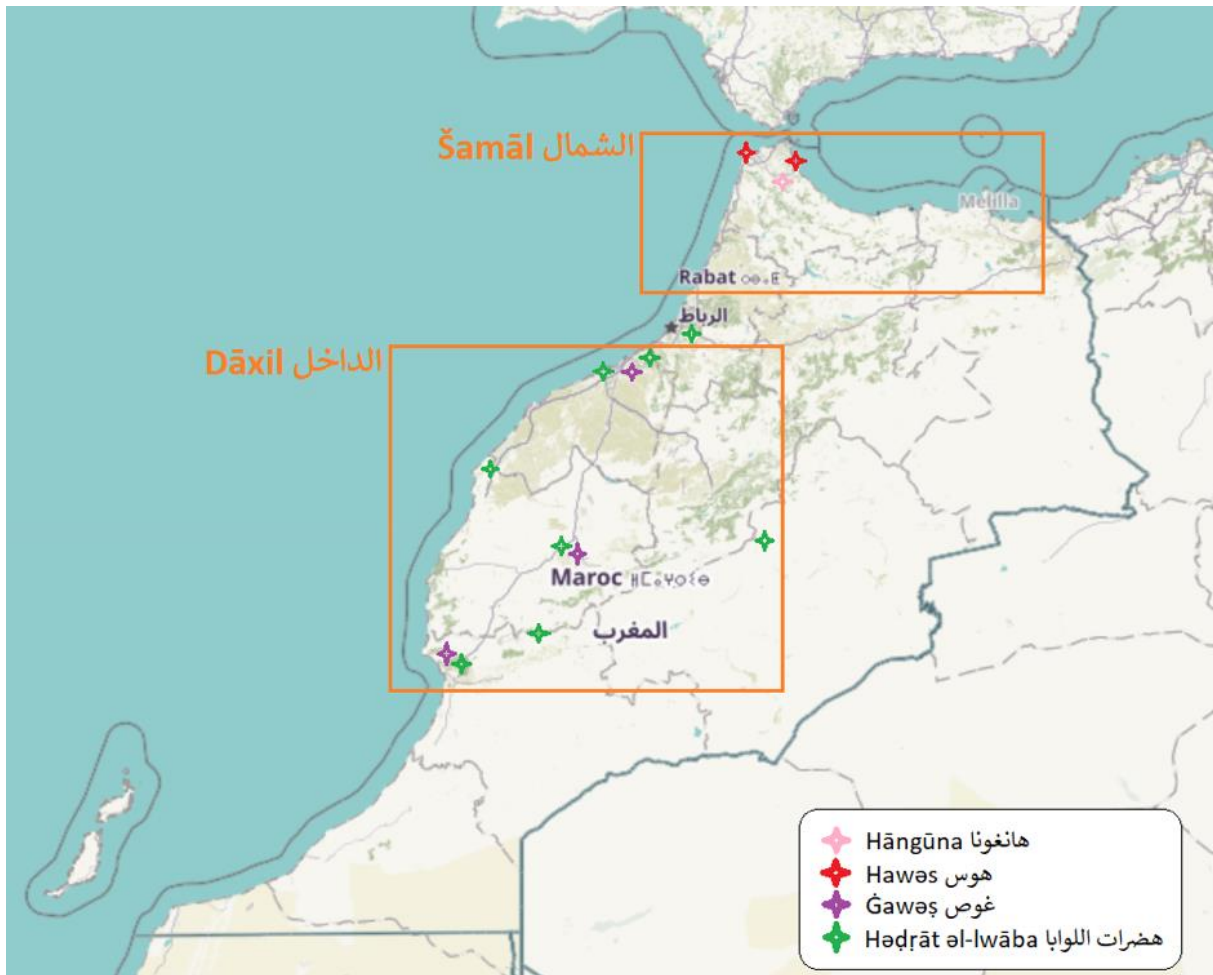 Šamāl الشمال
Melilla
Rabat ⵔⴱⴰⵟ
الرباط
Dāxil الداخل
Maroc ⵍⵎⴰⵖⵔⵉⴱ
المغرب
Hāngūna هانغونا
Hawəs هوس
Ġawəṣ غوص
Həḍṛāt əl-lwāba هضرات اللوابا